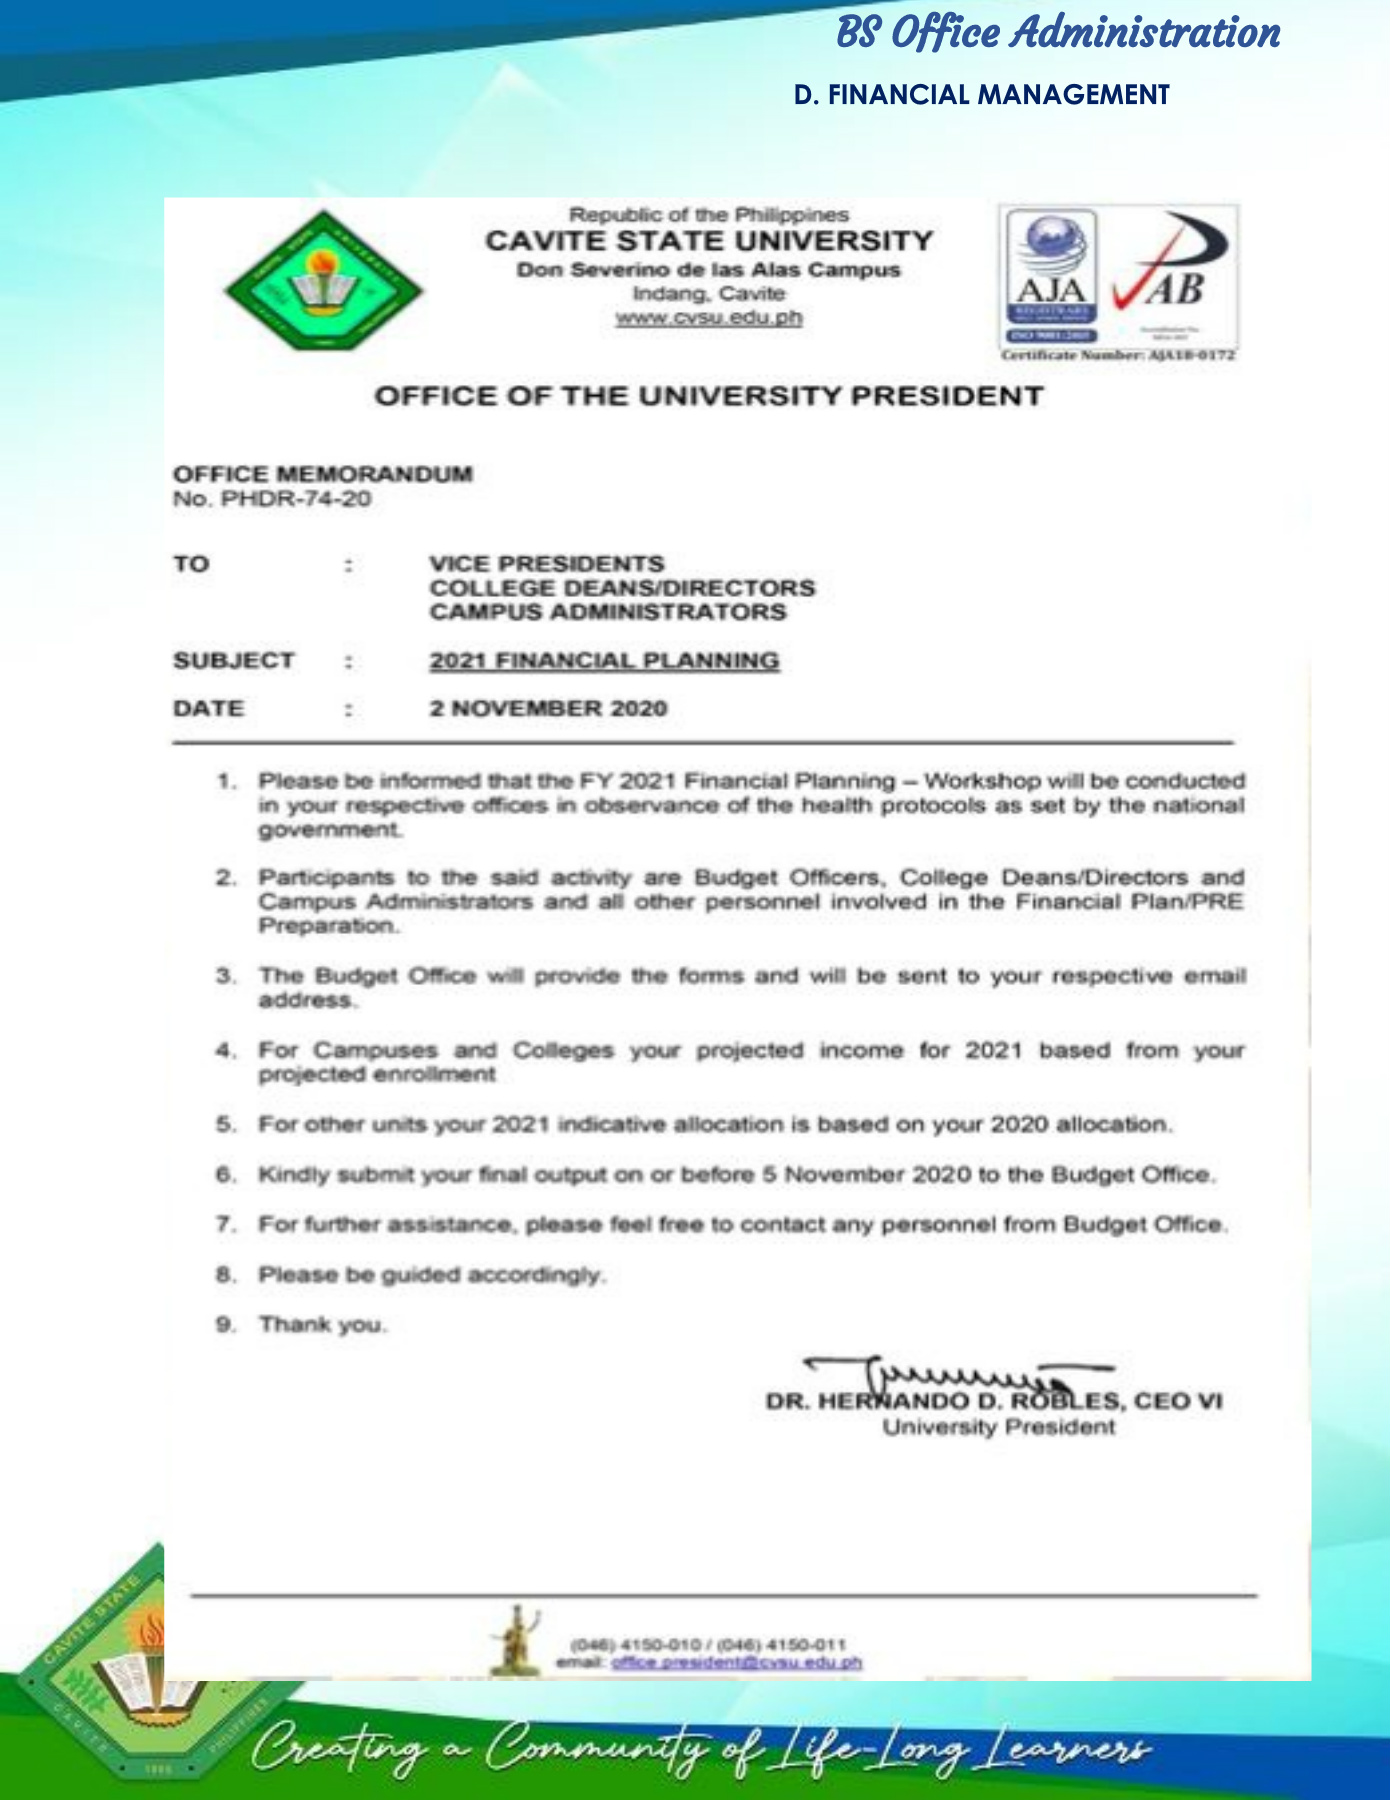 BS Office Administration
D. FINANCIAL MANAGEMENT
Republic of the Philippines
CAVITE STATE UNIVERSITY
Don Severino de las Alas Campus
Indang, Cavite
www.cvsu.edu.ph
AJA
REGISTRARS
ISO 9001:2015
PAB
Certificate Number: AJA18-0172
OFFICE OF THE UNIVERSITY PRESIDENT
OFFICE MEMORANDUM
No. PHDR-74-20
TO : VICE PRESIDENTS
COLLEGE DEANS/DIRECTORS
CAMPUS ADMINISTRATORS
SUBJECT : 2021 FINANCIAL PLANNING
DATE : 2 NOVEMBER 2020
1. Please be informed that the FY 2021 Financial Planning – Workshop will be conducted
in your respective offices in observance of the health protocols as set by the national
government.
2. Participants to the said activity are Budget Officers, College Deans/Directors and
Campus Administrators and all other personnel involved in the Financial Plan/PRE
Preparation.
3. The Budget Office will provide the forms and will be sent to your respective email
address.
4. For Campuses and Colleges your projected income for 2021 based from your
projected enrollment
5. For other units your 2021 indicative allocation is based on your 2020 allocation.
6. Kindly submit your final output on or before 5 November 2020 to the Budget Office.
7. For further assistance, please feel free to contact any personnel from Budget Office.
8. Please be guided accordingly.
9. Thank you.
DR. HERNANDO D. ROBLES, CEO VI
University President
(046) 4150-010 / (046) 4150-011
email: office.president@cvsu.edu.ph
CAVITE STATE
CAVITE
PHILIPPINES
1906
Creating a Community of Life-Long Learners